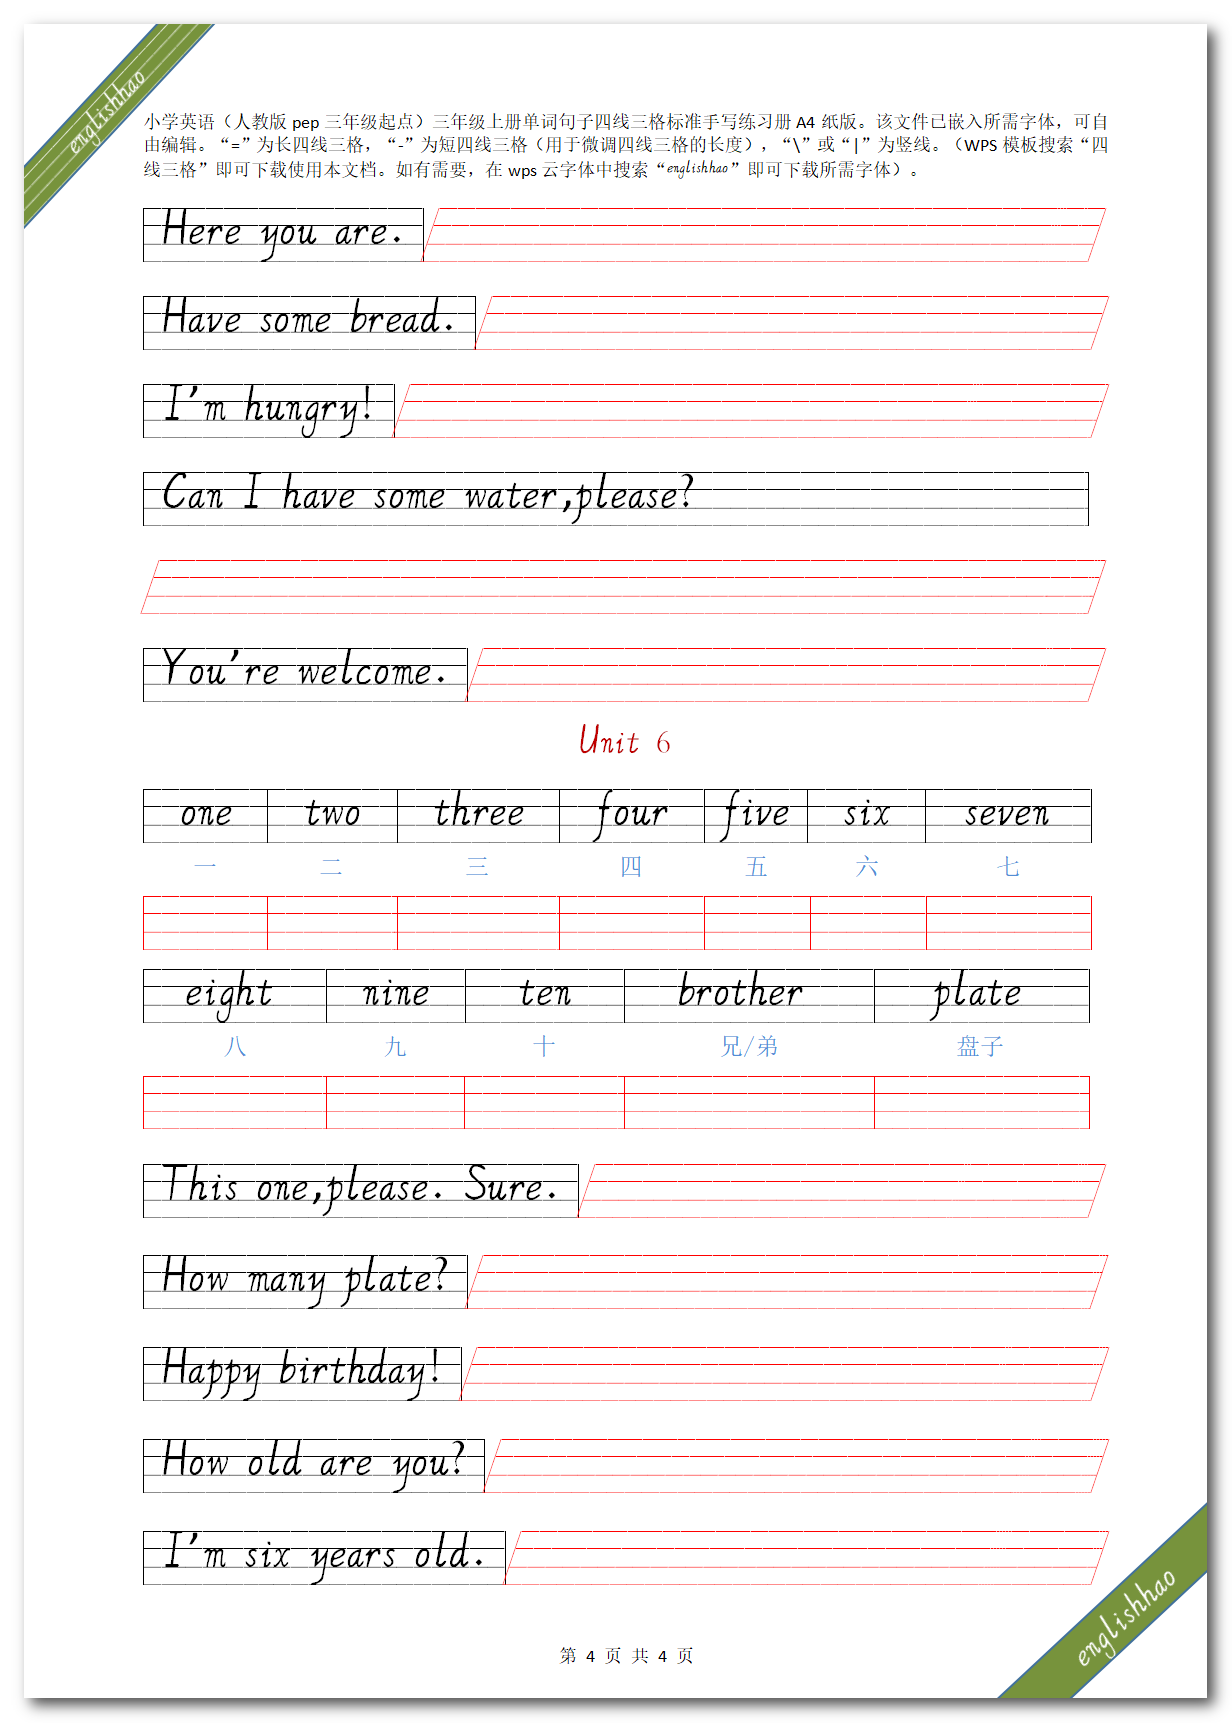 englishhao
小学英语（人教版 pep 三年级起点）三年级上册单词句子四线三格标准手写练习册 A4 纸版。该文件已嵌入所需字体，可自
由编辑。“=”为长四线三格，“-”为短四线三格（用于微调四线三格的长度），“\”或“|”为竖线。（WPS 模板搜索“四
线三格”即可下载使用本文档。如有需要，在 wps 云字体中搜索“englishhao”即可下载所需字体）。
Here you are.
Have some bread.
I'm hungry!
Can I have some water,please?
You're welcome.
Unit 6
one two three four five six seven
一 二 三 四 五 六 七
eight nine ten brother plate
八 九 十 兄/弟 盘子
This one,please. Sure.
How many plate?
Happy birthday!
How old are you?
I'm six years old.
englishhao
第 4 页 共 4 页